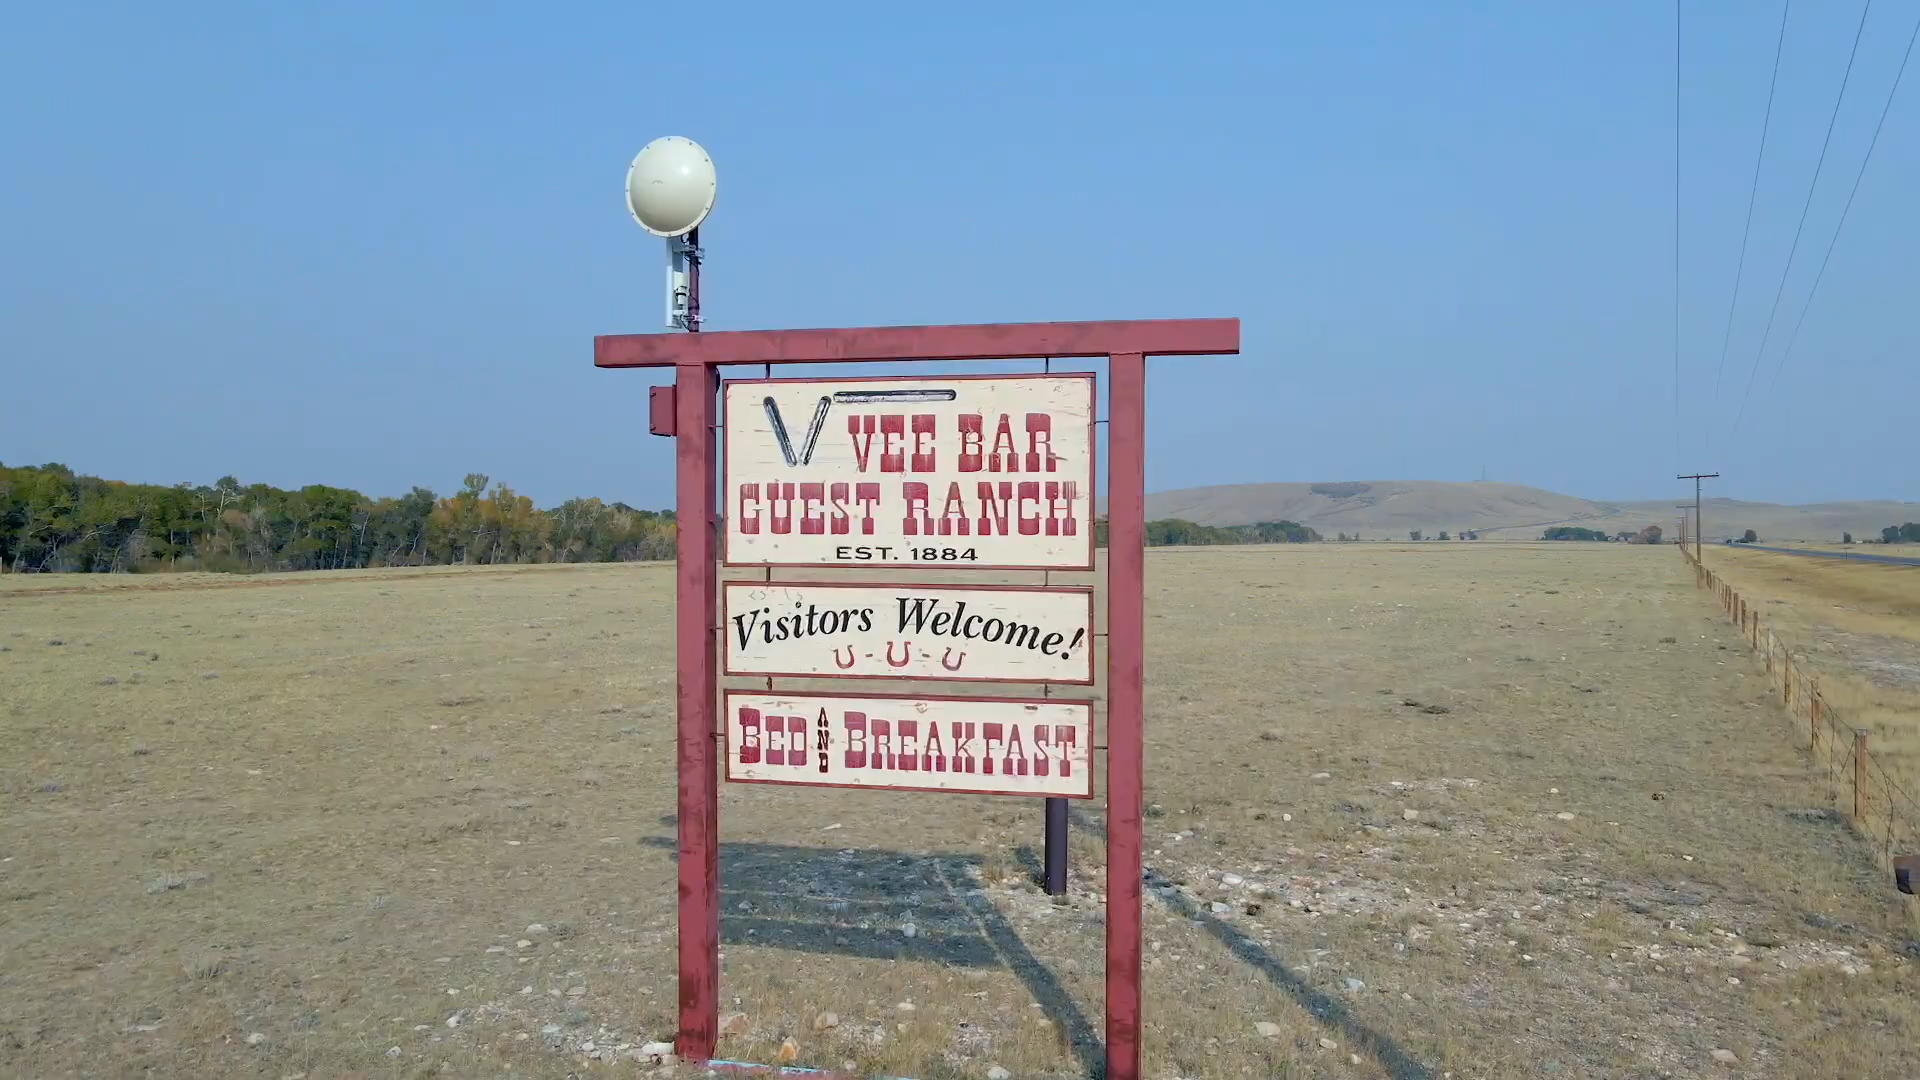 VEE BAR
GUEST RANCH
EST. 1884
Visitors Welcome!
BED AND BREAKFAST